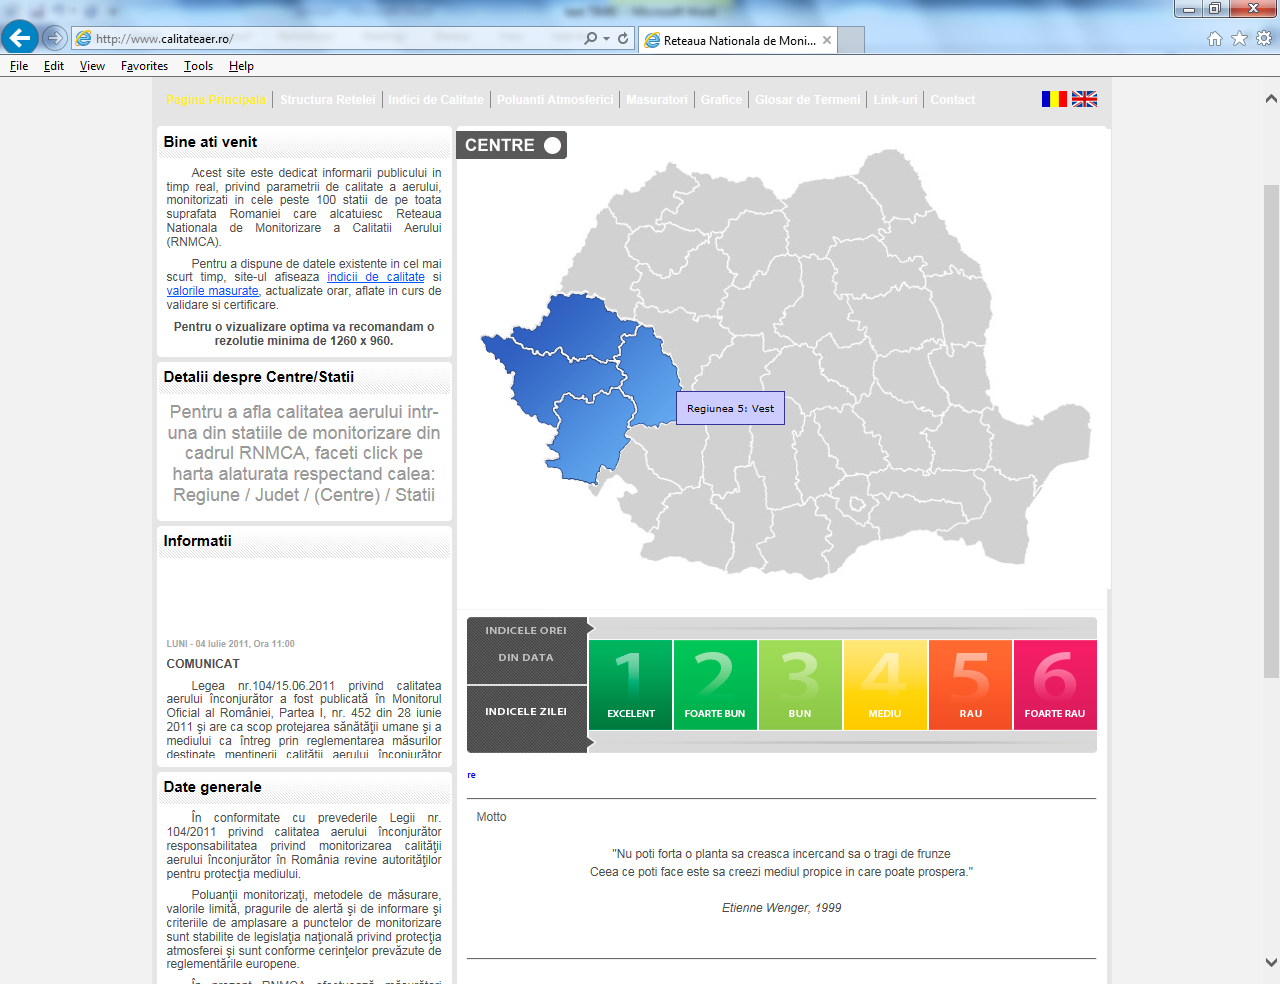 http://www.calitateaer.ro/
Reteaua Nationala de Moni...
File Edit View Favorites Tools Help
Pagina Principala Structura Retelei Indici de Calitate Poluanti Atmosferici Masuratori Grafice Glosar de Termeni Link-uri Contact
Bine ati venit
Acest site este dedicat informarii publicului in
timp real, privind parametrii de calitate a aerului,
monitorizati in cele peste 100 statii de pe toata
suprafata Romaniei care alcatuiesc Reteaua
Nationala de Monitorizare a Calitatii Aerului
(RNMCA).
Pentru a dispune de datele existente in cel mai
scurt timp, site-ul afiseaza indicii de calitate si
valorile masurate, actualizate orar, aflate in curs de
validare si certificare.
Pentru o vizualizare optima va recomandam o
rezolutie minima de 1260 x 960.
Detalii despre Centre/Statii
Pentru a afla calitatea aerului intr-
una din statiile de monitorizare din
cadrul RNMCA, faceti click pe
harta alaturata respectand calea:
Regiune / Judet / (Centre) / Statii
Informatii
LUNI - 04 Iulie 2011, Ora 11:00
COMUNICAT
Legea nr.104/15.06.2011 privind calitatea
aerului înconjurător a fost publicată în Monitorul
Oficial al României, Partea I, nr. 452 din 28 iunie
2011 şi are ca scop protejarea sănătăţii umane şi a
mediului ca întreg prin reglementarea măsurilor
destinate menţinerii calităţii aerului înconjurător
Date generale
În conformitate cu prevederile Legii nr.
104/2011 privind calitatea aerului înconjurător
responsabilitatea privind monitorizarea calităţii
aerului înconjurător în România revine autorităţilor
pentru protecţia mediului.
Poluanţii monitorizaţi, metodele de măsurare,
valorile limită, pragurile de alertă şi de informare şi
criteriile de amplasare a punctelor de monitorizare
sunt stabilite de legislaţia naţională privind protecţia
atmosferei şi sunt conforme cerinţelor prevăzute de
reglementările europene.
În prezent RNMCA efectuează măsurări
CENTRE
Regiunea 5: Vest
INDICELE OREI
DIN DATA
INDICELE ZILEI
1 2 3 4 5 6
EXCELENT FOARTE BUN BUN MEDIU RAU FOARTE RAU
re
Motto
"Nu poti forta o planta sa creasca incercand sa o tragi de frunze
Ceea ce poti face este sa creezi mediul propice in care poate prospera."
Etienne Wenger, 1999